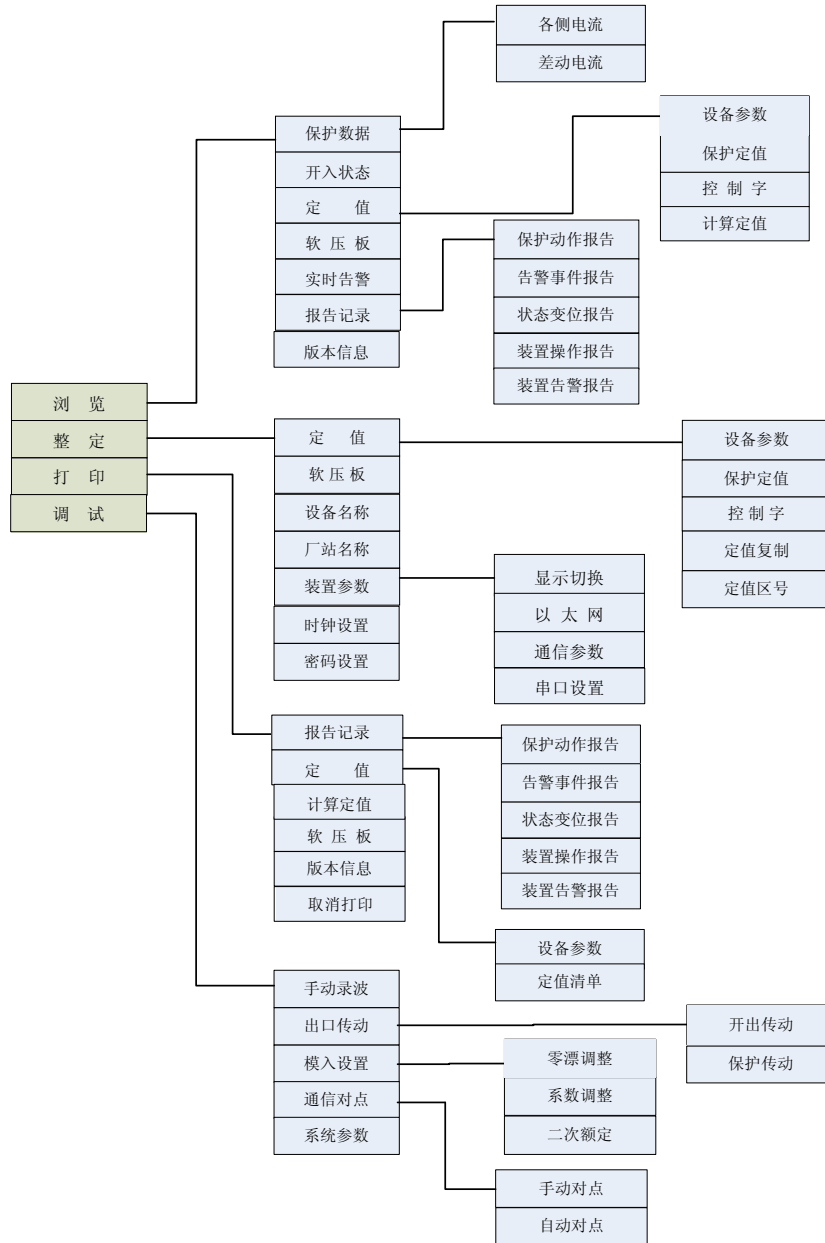 各侧电流
差动电流
保护数据
开入状态
定 值
软 压 板
实时告警
报告记录
版本信息
设备参数
保护定值
控 制 字
计算定值
保护动作报告
告警事件报告
状态变位报告
装置操作报告
装置告警报告
浏 览
整 定
打 印
调 试
定 值
软 压 板
设备名称
厂站名称
装置参数
时钟设置
密码设置
设备参数
保护定值
控 制 字
定值复制
定值区号
显示切换
以 太 网
通信参数
串口设置
报告记录
定 值
计算定值
软 压 板
版本信息
取消打印
保护动作报告
告警事件报告
状态变位报告
装置操作报告
装置告警报告
设备参数
定值清单
手动录波
出口传动
模入设置
通信对点
系统参数
开出传动
保护传动
零漂调整
系数调整
二次额定
手动对点
自动对点